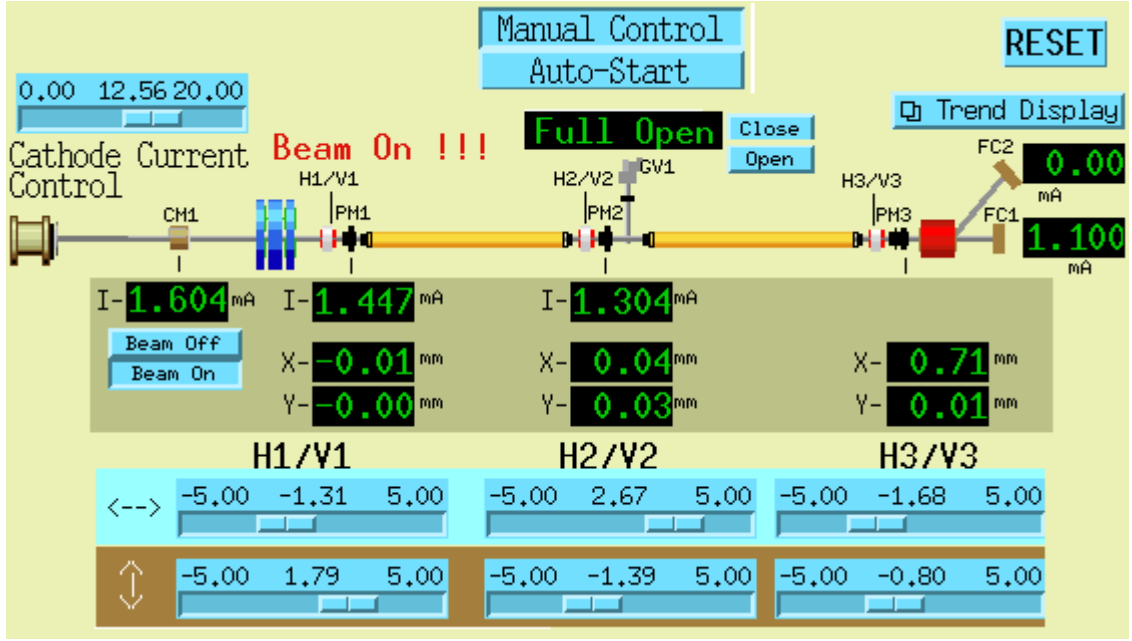 Manual Control
RESET
Auto-Start
0.00 12.56 20.00
Trend Display
Full Open Close
Open
Beam On !!!
Cathode Current
Control
FC2 0.00
mA
H1/V1 H2/V2 GV1 H3/V3
CM1 PM1 PM2 PM3 FC1 1.100
mA
I- 1.604 mA I- 1.447 mA I- 1.304 mA
Beam Off
Beam On
X- -0.01 mm X- 0.04 mm X- 0.71 mm
Y- -0.00 mm Y- 0.03 mm Y- 0.01 mm
H1/V1 H2/V2 H3/V3
<--> -5.00 -1.31 5.00 -5.00 2.67 5.00 -5.00 -1.68 5.00
-5.00 1.79 5.00 -5.00 -1.39 5.00 -5.00 -0.80 5.00